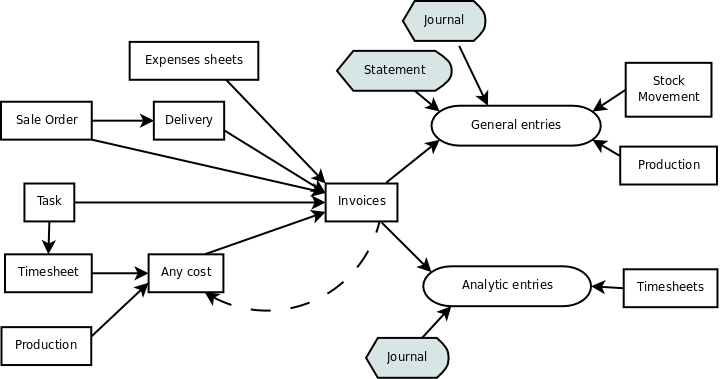 Journal
Expenses sheets
Statement
Stock
Movement
Sale Order
Delivery
General entries
Production
Task
Invoices
Timesheet
Any cost
Analytic entries
Timesheets
Production
Journal